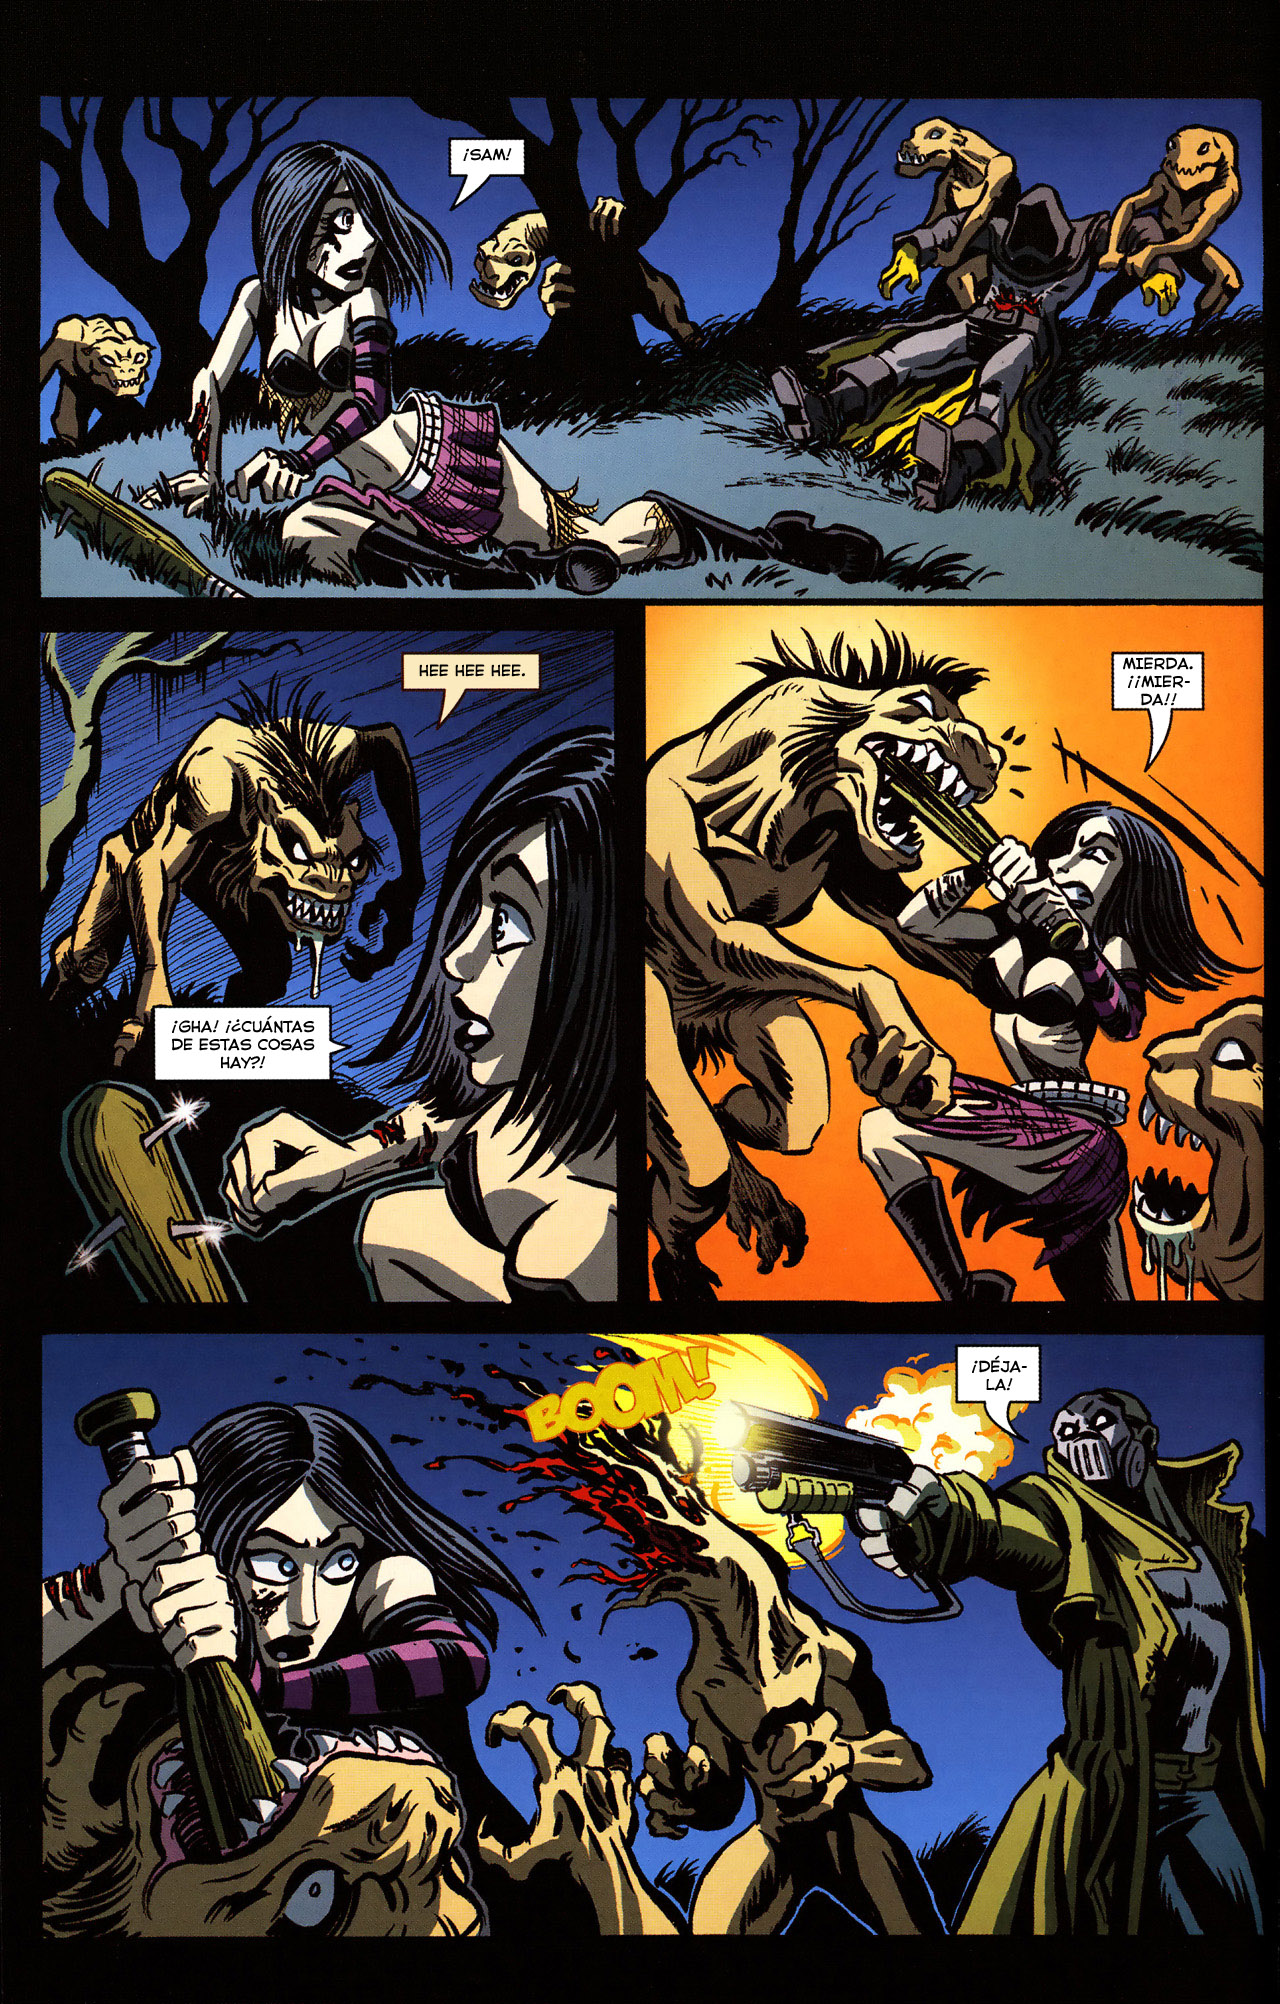 ¡SAM!
HEE HEE HEE.
¡GHA! ¡¿CUÁNTAS
DE ESTAS COSAS
HAY?!
MIERDA.
¡¡MIER-
DA!!
BOOM!
¡DÉJA-
LA!